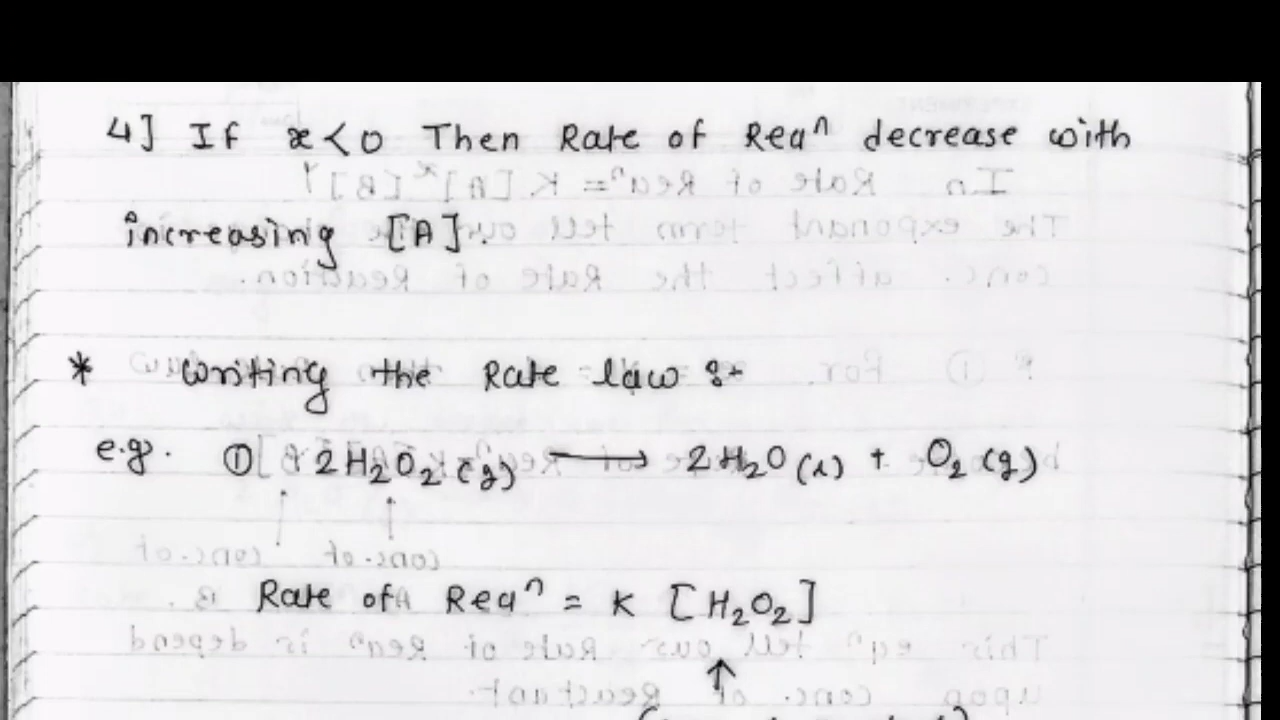 4] If x<0 Then Rate of Reaⁿ decrease with
increasing [A].
* Writing the Rate law :-
e.g. ① 2H₂O₂(g) ⟶ 2H₂O(l) + O₂(g)
Rate of Reaⁿ = K [H₂O₂]
↑